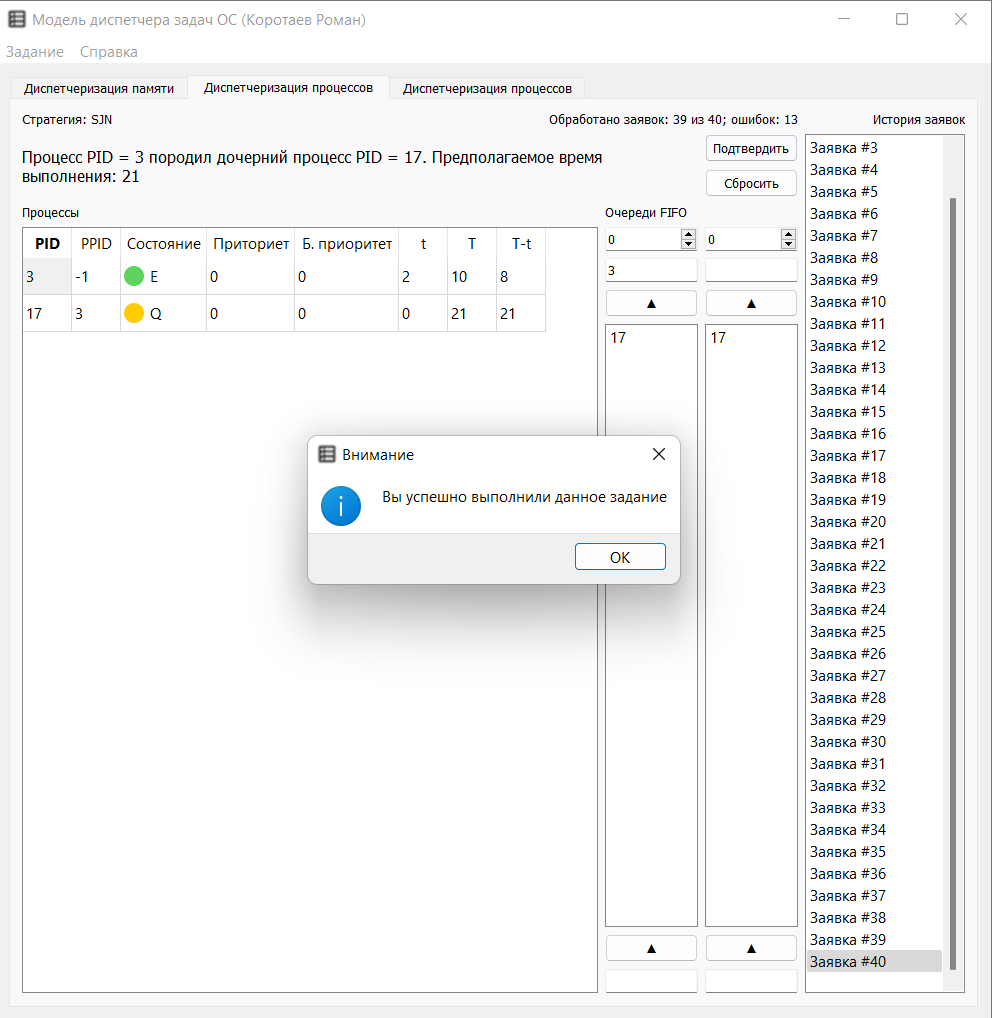 Модель диспетчера задач ОС (Коротаев Роман)
Задание Справка
Диспетчеризация памяти Диспетчеризация процессов Диспетчеризация процессов
Стратегия: SJN Обработано заявок: 39 из 40; ошибок: 13 История заявок
Процесс PID = 3 породил дочерний процесс PID = 17. Предполагаемое время
выполнения: 21
Подтвердить
Сбросить
Процессы
PID PPID Состояние Приториет Б. приоритет t T T-t
3 -1 E 0 0 2 10 8
17 3 Q 0 0 0 21 21
Очереди FIFO
0 0
3
▲ ▲
17 17
▲ ▲
Внимание
Вы успешно выполнили данное задание
OK
Заявка #3
Заявка #4
Заявка #5
Заявка #6
Заявка #7
Заявка #8
Заявка #9
Заявка #10
Заявка #11
Заявка #12
Заявка #13
Заявка #14
Заявка #15
Заявка #16
Заявка #17
Заявка #18
Заявка #19
Заявка #20
Заявка #21
Заявка #22
Заявка #23
Заявка #24
Заявка #25
Заявка #26
Заявка #27
Заявка #28
Заявка #29
Заявка #30
Заявка #31
Заявка #32
Заявка #33
Заявка #34
Заявка #35
Заявка #36
Заявка #37
Заявка #38
Заявка #39
Заявка #40